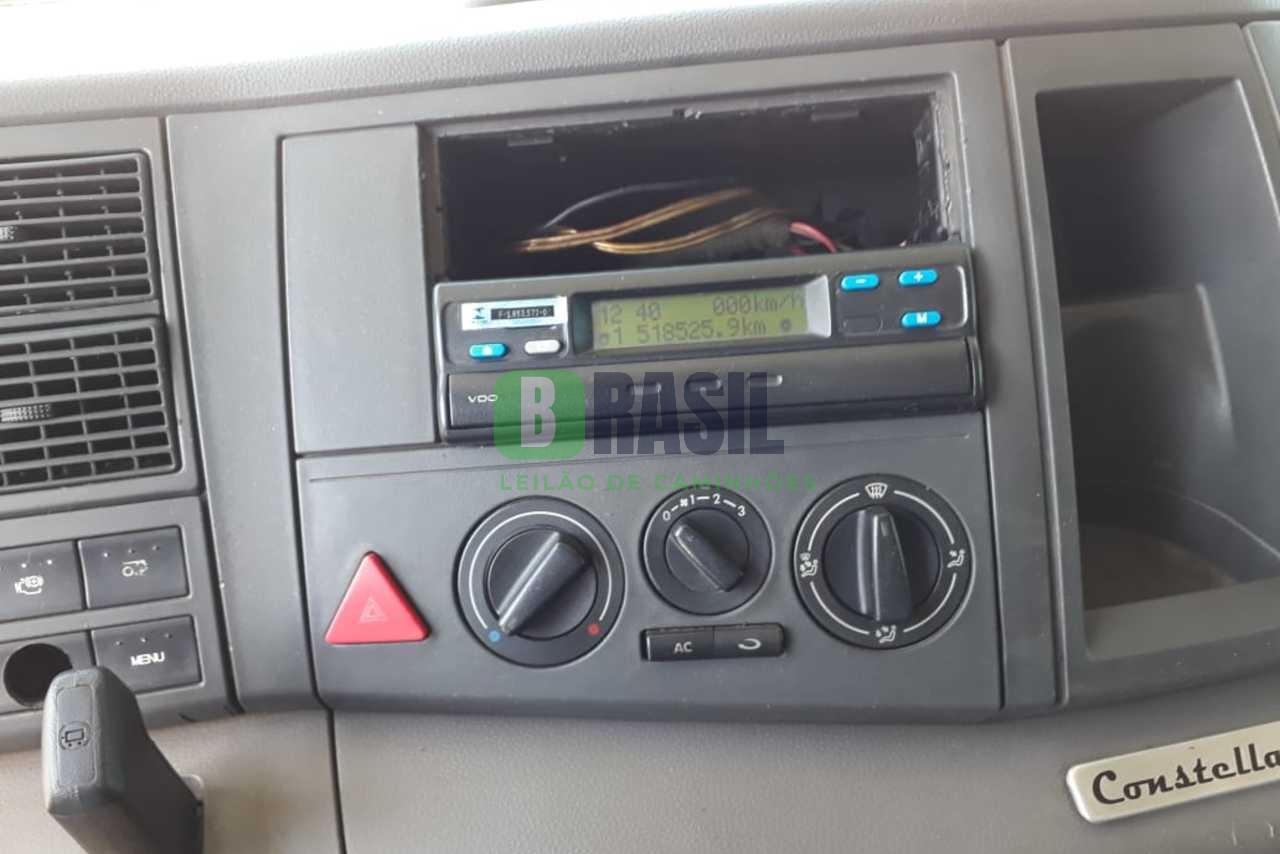 12 40 000km/h
1 518525.9km
M
VDO
BRASIL
LEILÃO DE CAMINHÕES
0 1 2 3
AC
MENU
Constella